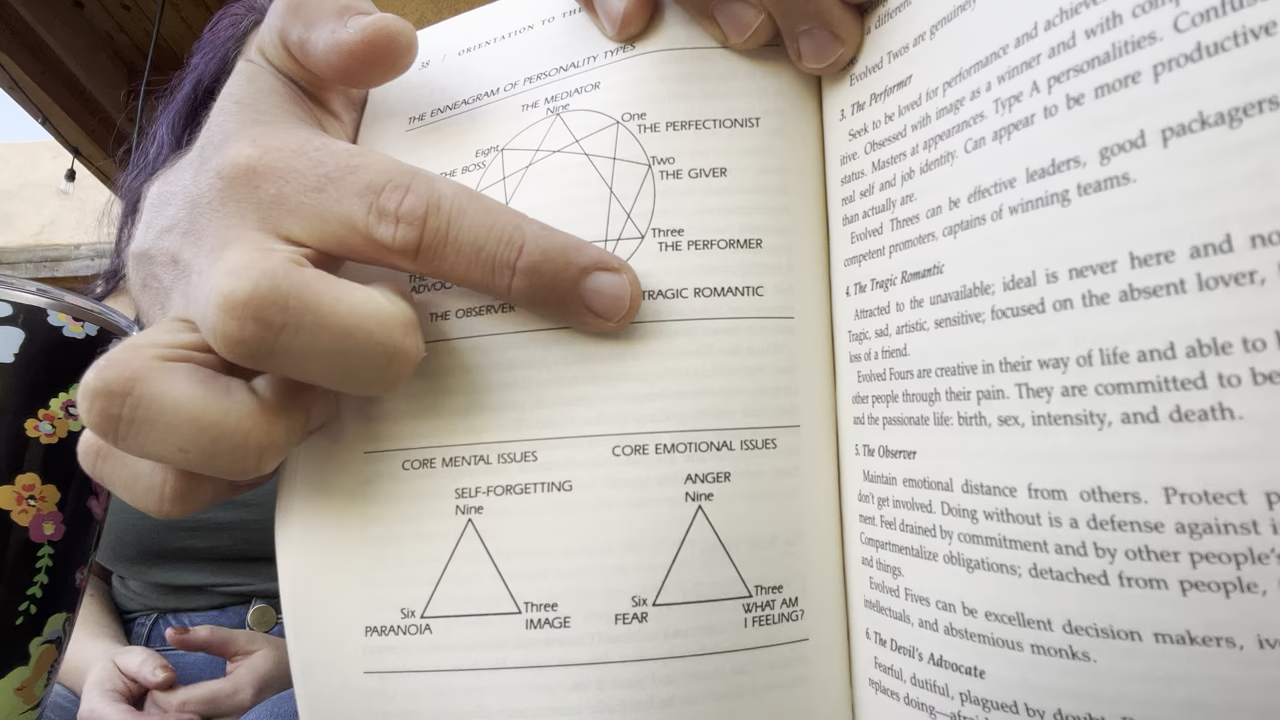 38 / ORIENTATION TO THE
THE ENNEAGRAM OF PERSONALITY TYPES
THE MEDIATOR
Nine
One
THE PERFECTIONIST
Eight
THE BOSS
Two
THE GIVER
Three
THE PERFORMER
THE
TRAGIC ROMANTIC
THE OBSERVER
CORE MENTAL ISSUES
SELF-FORGETTING
Nine
Six
PARANOIA
Three
IMAGE
CORE EMOTIONAL ISSUES
ANGER
Nine
Six
FEAR
Three
WHAT AM
I FEELING?
a different
Evolved Twos are genuinely
3. The Performer
Seek to be loved for performance and achieve
itive. Obsessed with image as a winner and with comp
status. Masters at appearances. Type A personalities. Confus
real self and job identity. Can appear to be more productive
than actually are.
Evolved Threes can be effective leaders, good packagers,
competent promoters, captains of winning teams.
4. The Tragic Romantic
Attracted to the unavailable; ideal is never here and no
Tragic, sad, artistic, sensitive; focused on the absent lover,
loss of a friend.
Evolved Fours are creative in their way of life and able to
other people through their pain. They are committed to be
and the passionate life: birth, sex, intensity, and death.
5. The Observer
Maintain emotional distance from others. Protect p
don't get involved. Doing without is a defense against i
ment. Feel drained by commitment and by other people's
Compartmentalize obligations; detached from people,
and things.
Evolved Fives can be excellent decision makers, ivo
intellectuals, and abstemious monks.
6. The Devil's Advocate
Fearful, dutiful, plagued by doubt.
replaces doing—afraid